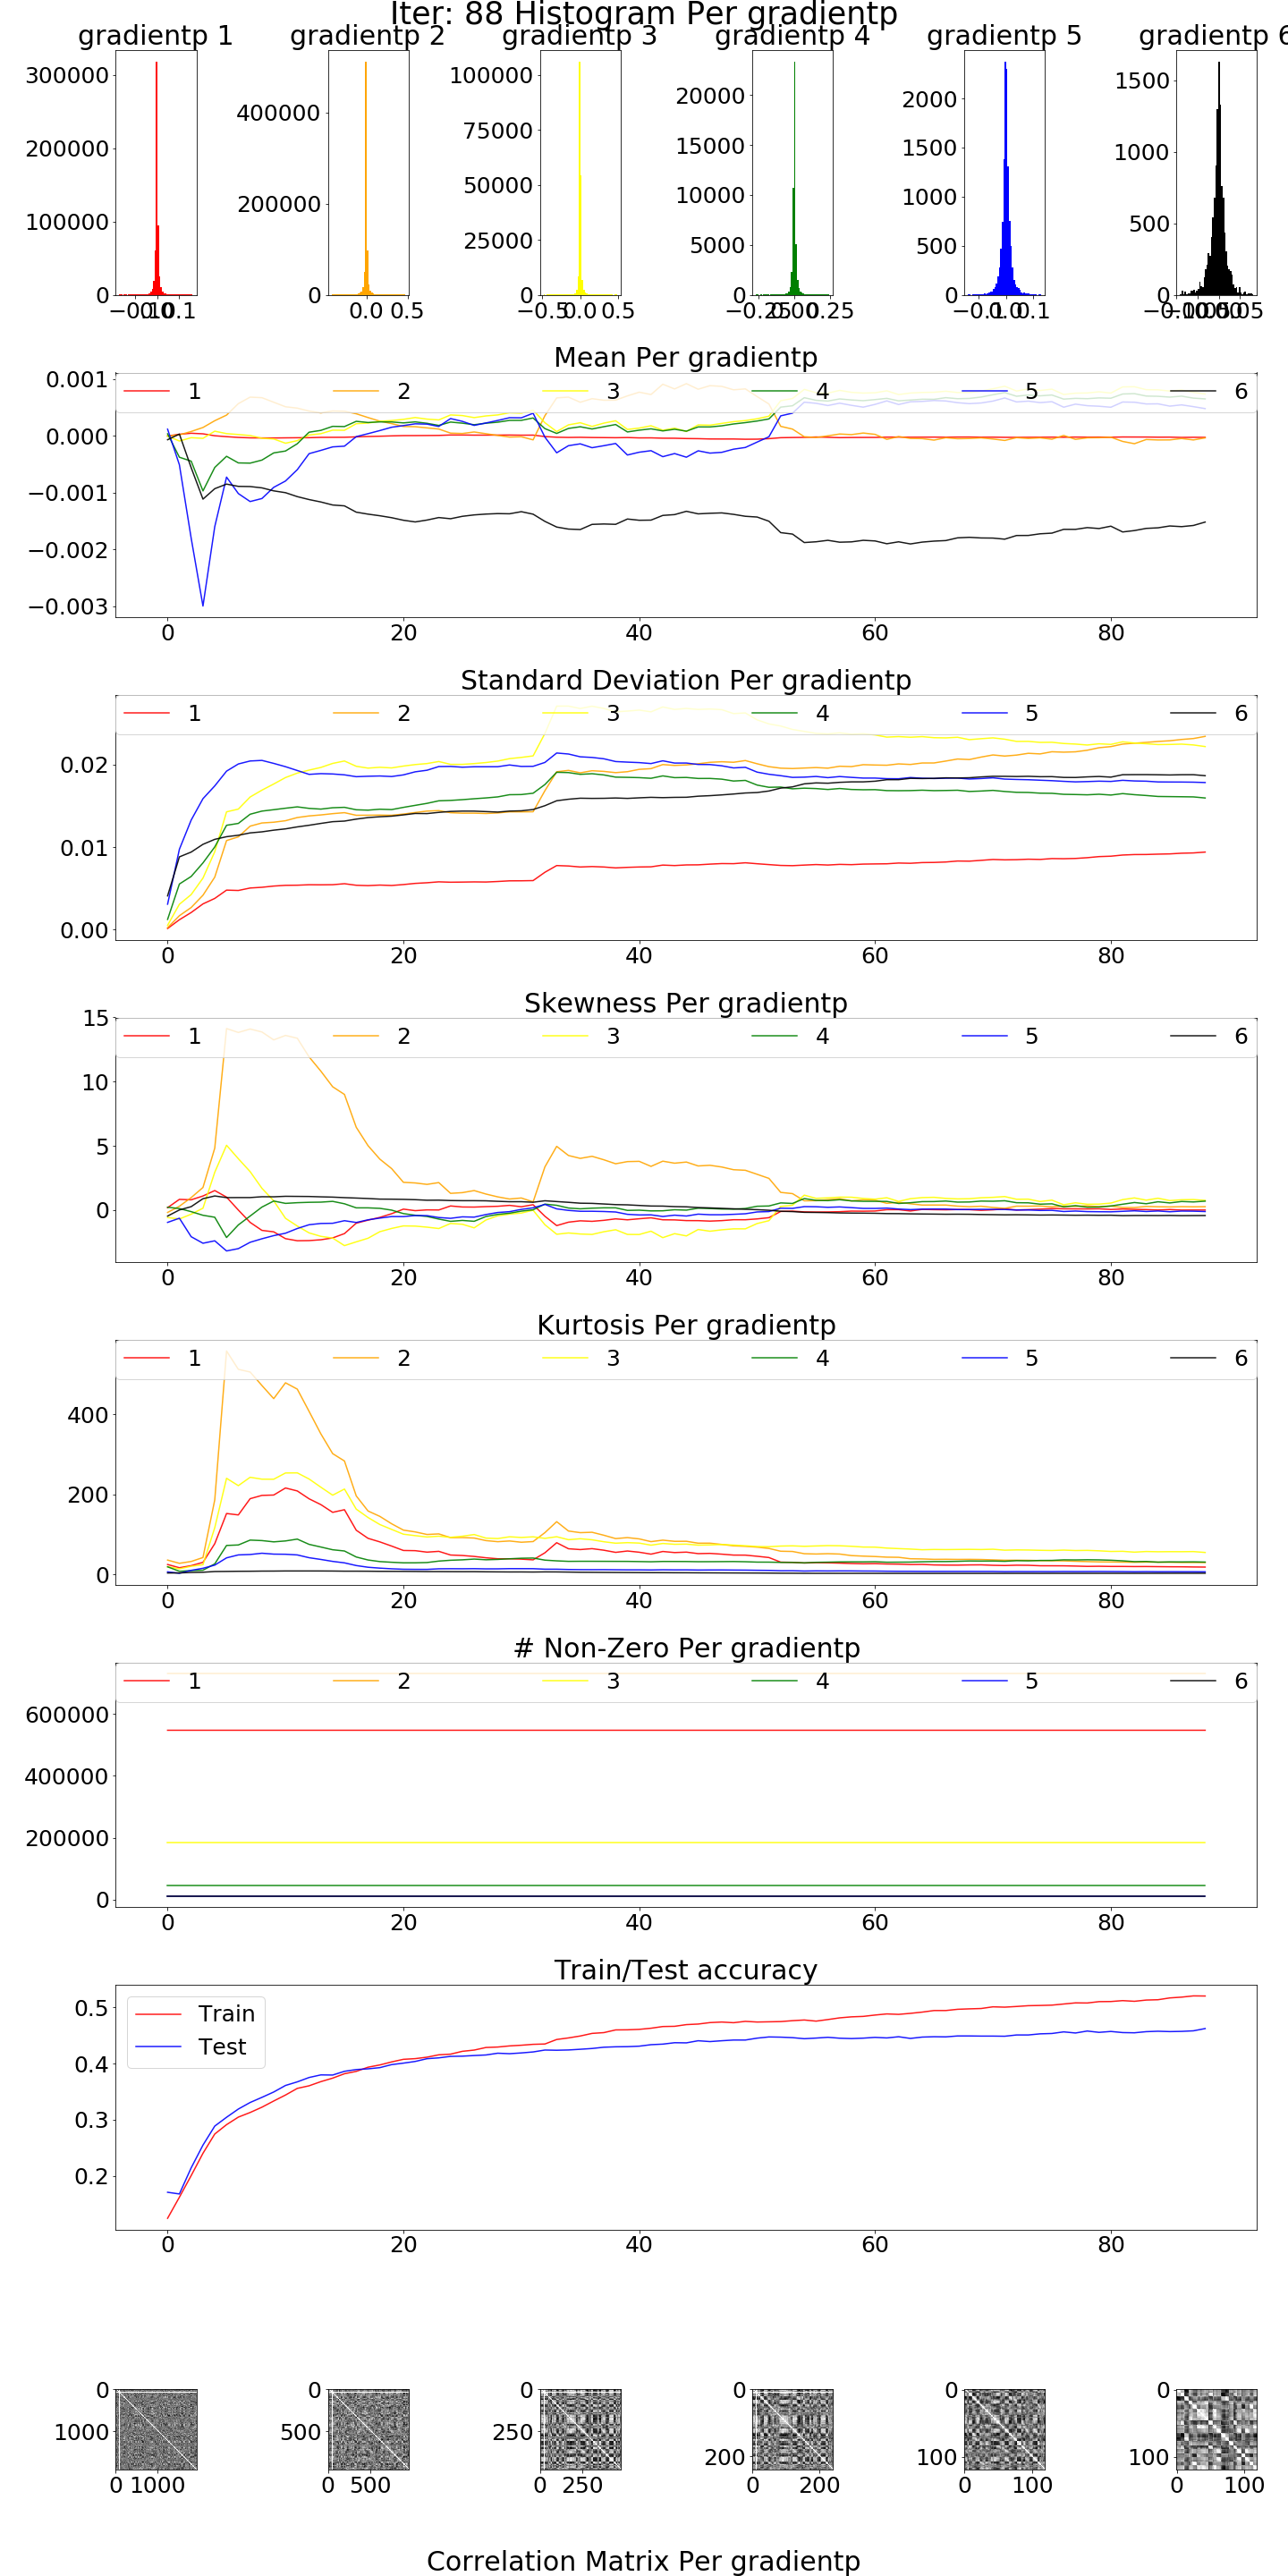 Iter: 88 Histogram Per gradientp
gradientp 1 gradientp 2 gradientp 3 gradientp 4 gradientp 5 gradientp 6
300000
200000
100000
0
400000
200000
0
0.0 0.5
100000
75000
50000
25000
0
−0.5 0.0 0.5
20000
15000
10000
5000
0
−0.25 0.00 0.25
2000
1500
1000
500
0
−0.1 0.0 0.1
1500
1000
500
0
Mean Per gradientp
1 2 3 4 5 6
0.001
0.000
−0.001
−0.002
−0.003
0 20 40 60 80
Standard Deviation Per gradientp
1 2 3 4 5 6
0.02
0.01
0.00
0 20 40 60 80
Skewness Per gradientp
1 2 3 4 5 6
15
10
5
0
0 20 40 60 80
Kurtosis Per gradientp
1 2 3 4 5 6
400
200
0
0 20 40 60 80
# Non-Zero Per gradientp
1 2 3 4 5 6
600000
400000
200000
0
0 20 40 60 80
Train/Test accuracy
Train
Test
0.5
0.4
0.3
0.2
0 20 40 60 80
0
1000
0 1000
0
500
0 500
0
250
0 250
0
200
0 200
0
100
0 100
0
100
0 100
Correlation Matrix Per gradientp